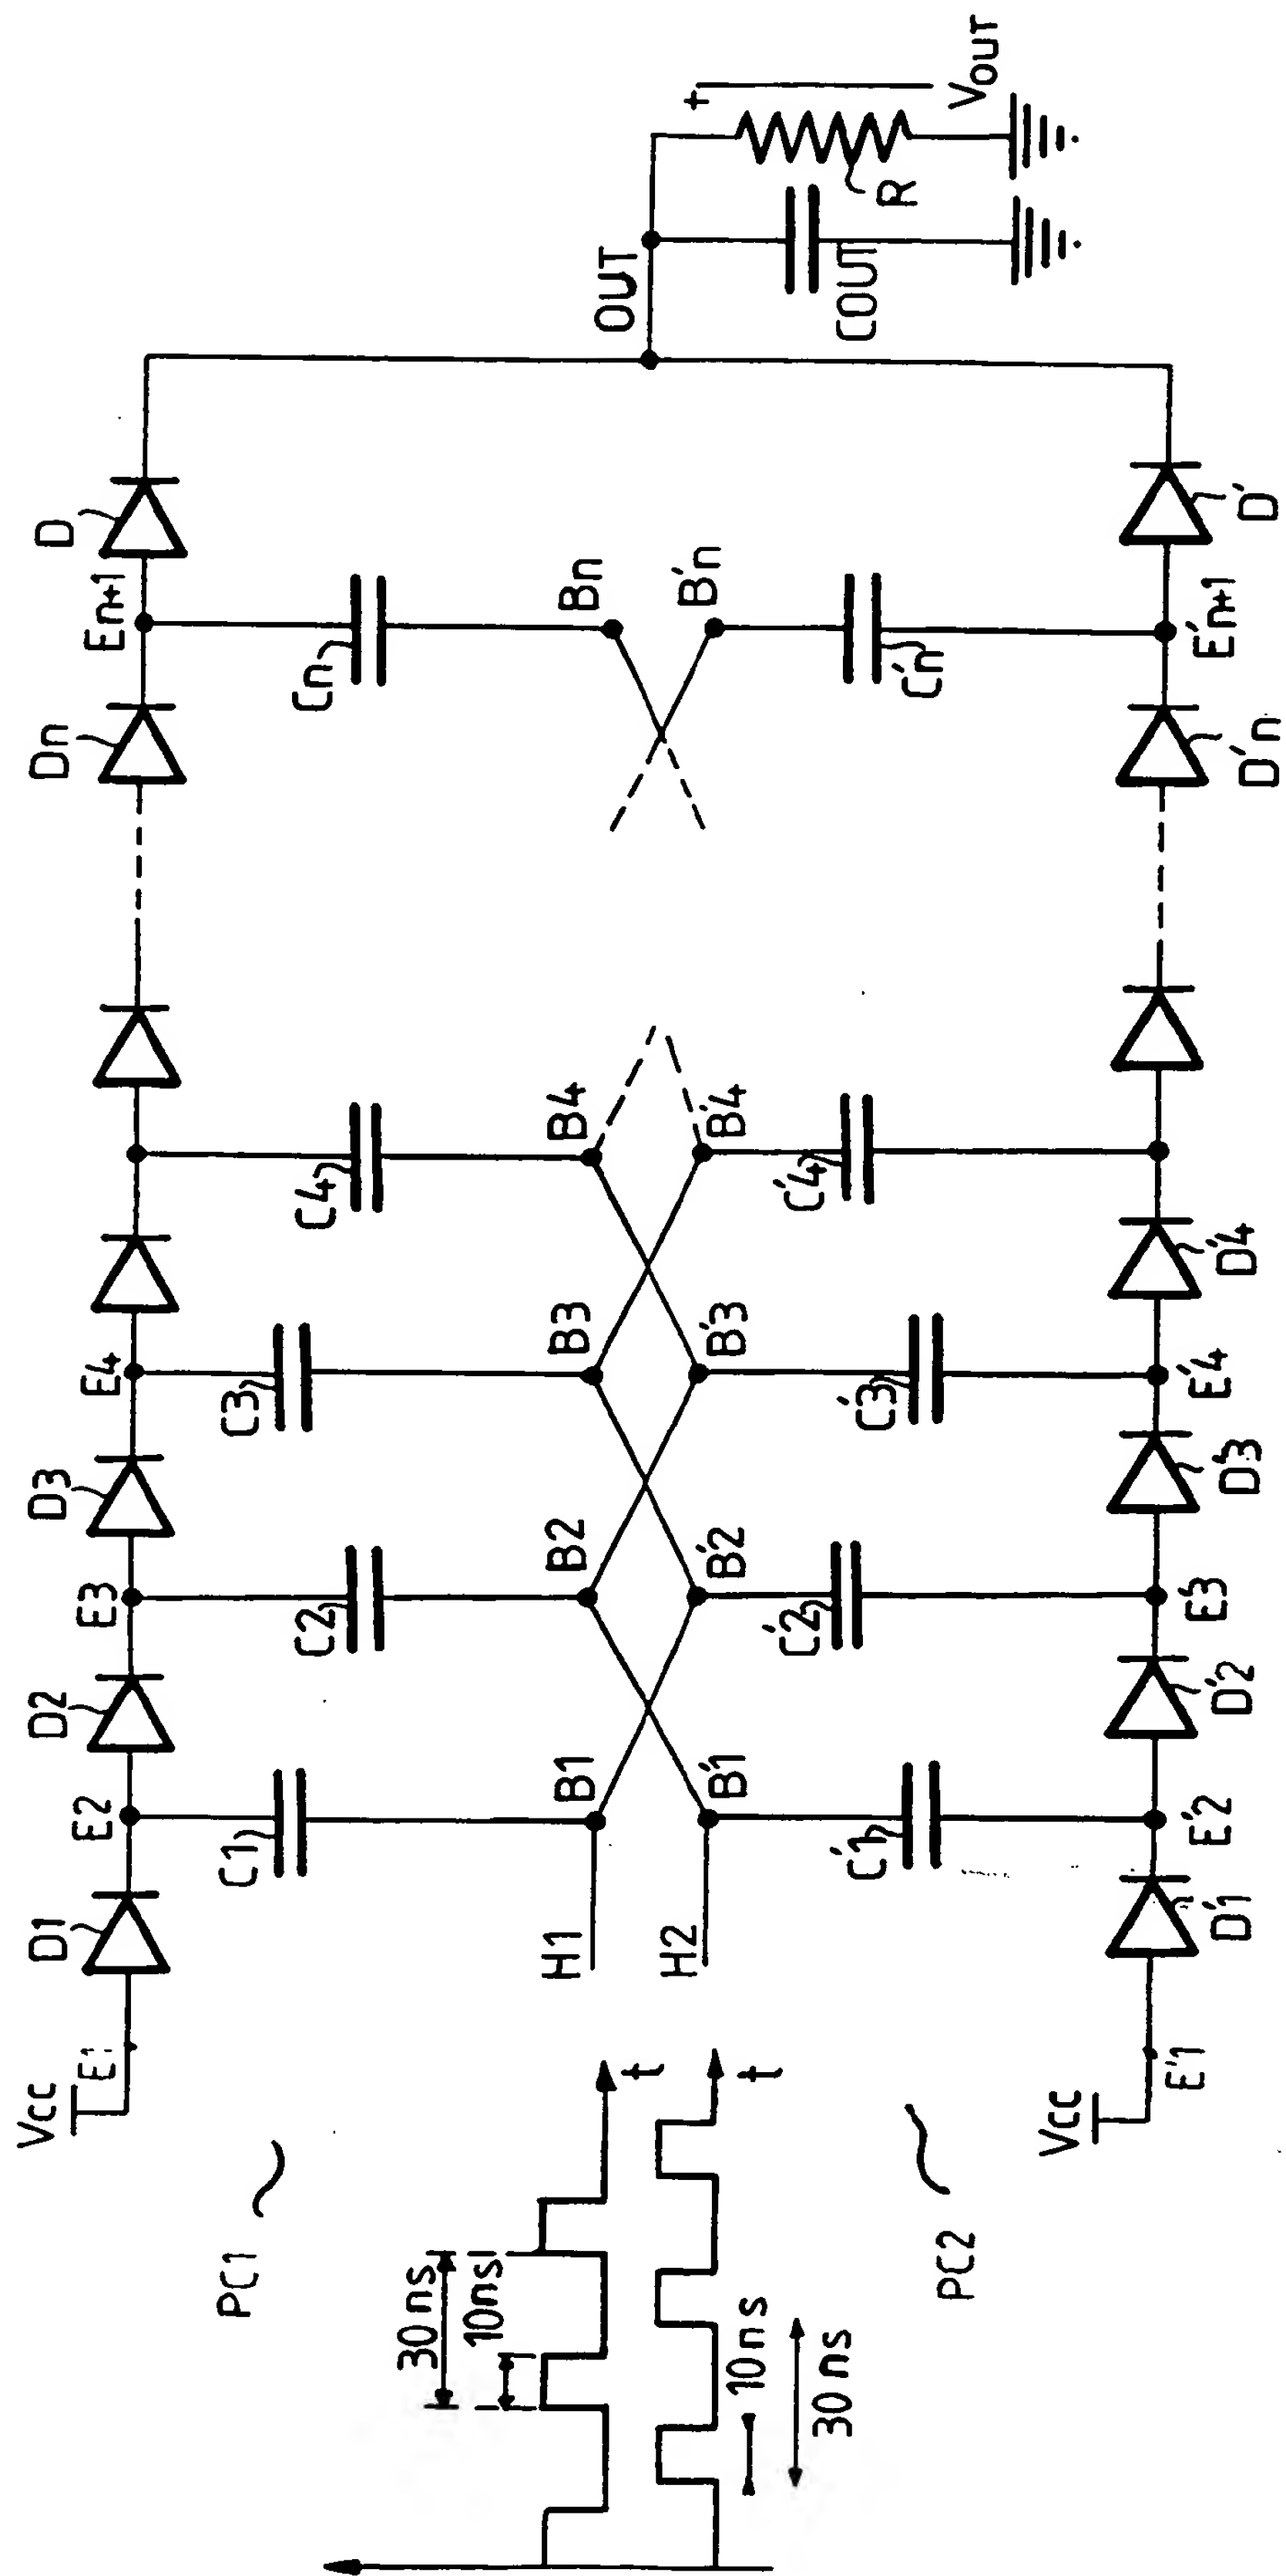 Vcc
E1
D1
E2
D2
E3
D3
E4
Dn
En+1
D
C1
C2
C3
C4
Cn
PC1
H1
B1
B2
B3
B4
Bn
OUT
+
30 ns
10ns
t
H2
B'1
B'2
B'3
B'4
B'n
COUT
R
VOUT
t
10 ns
30 ns
C'1
C'2
C'3
C'4
C'n
PC2
Vcc
E'1
D'1
E'2
D'2
E'3
D'3
E'4
D'4
D'n
E'n+1
D'